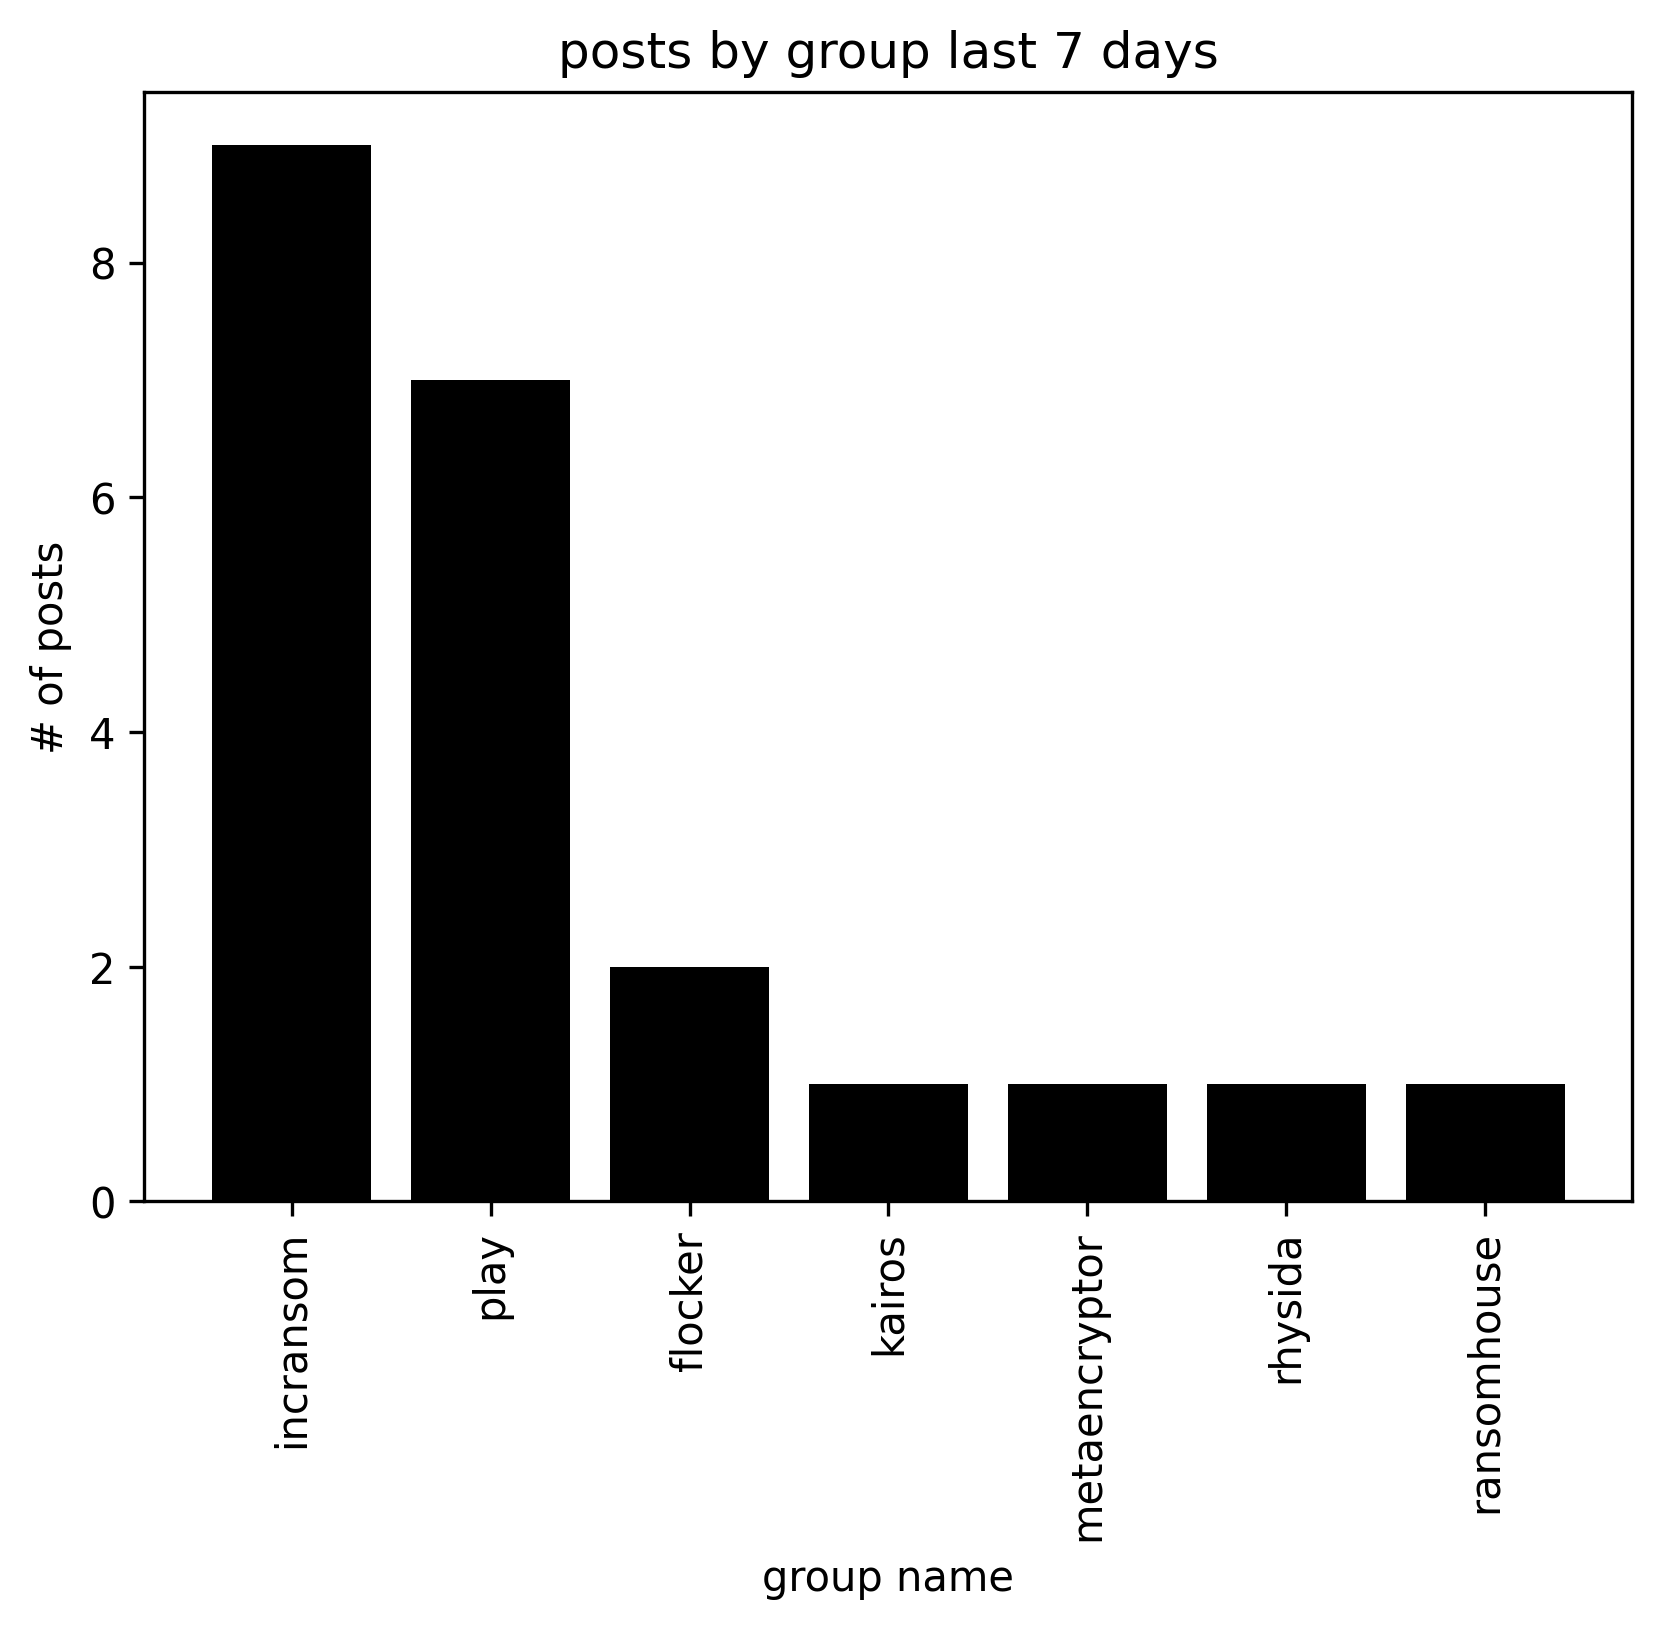 posts by group last 7 days
# of posts
8
6
4
2
0
incransom
play
flocker
kairos
metaencryptor
rhysida
ransomhouse
group name